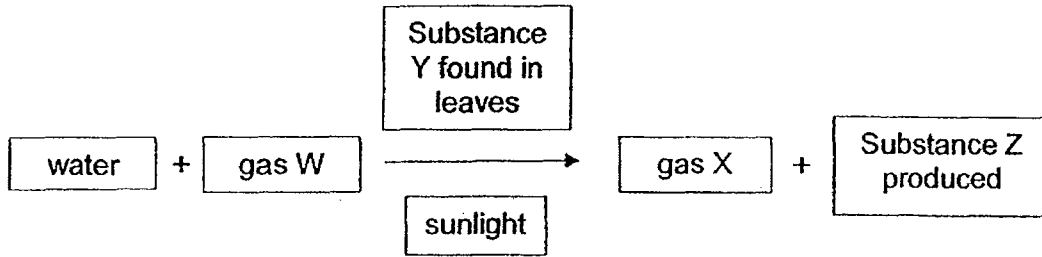 Substance
Y found in
leaves
water + gas W
gas X + Substance Z
produced
sunlight